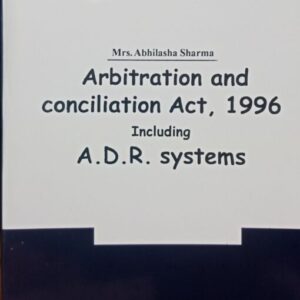 Mrs. Abhilasha Sharma
Arbitration and
conciliation Act, 1996
Including
A.D.R. systems